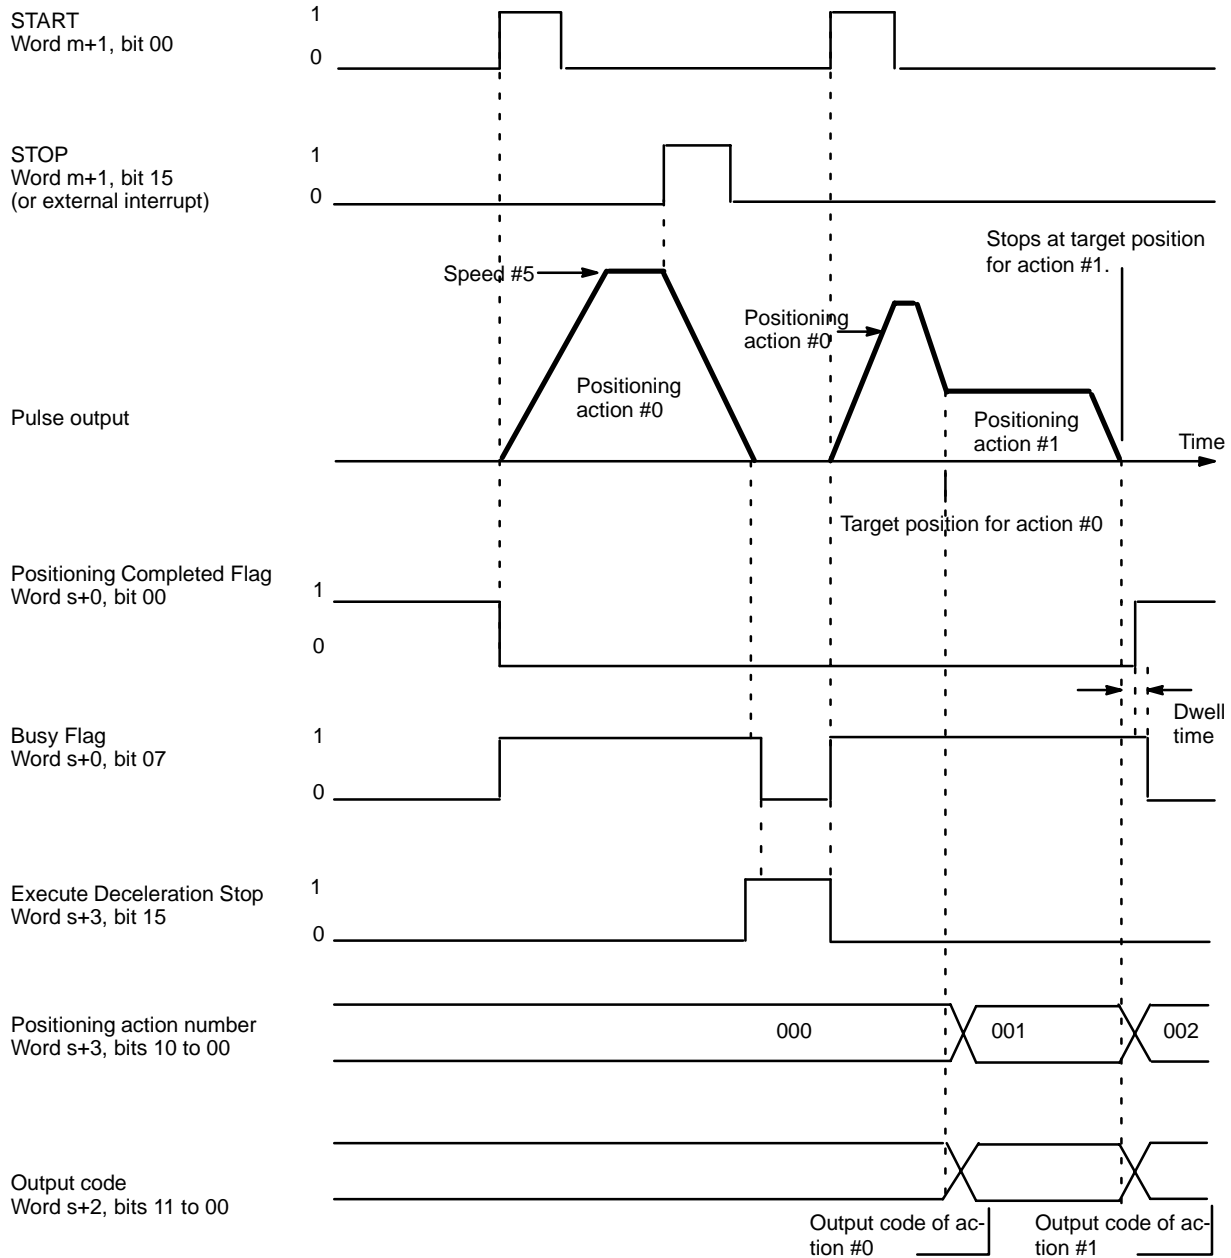 START
Word m+1, bit 00
1
0
STOP
Word m+1, bit 15
(or external interrupt)
1
0
Stops at target position
for action #1.
Speed #5
Positioning
action #0
Positioning
action #0
Positioning
action #1
Pulse output
Time
Target position for action #0
Positioning Completed Flag
Word s+0, bit 00
1
0
Dwell
time
Busy Flag
Word s+0, bit 07
1
0
Execute Deceleration Stop
Word s+3, bit 15
1
0
Positioning action number
Word s+3, bits 10 to 00
000
001
002
Output code
Word s+2, bits 11 to 00
Output code of ac-
tion #0
Output code of ac-
tion #1